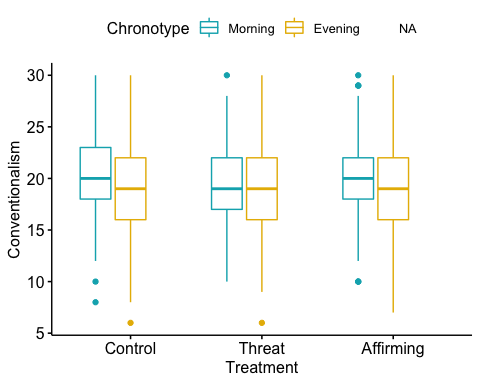 Chronotype Morning Evening NA
Conventionalism
30
25
20
15
10
5
Control Threat Affirming
Treatment